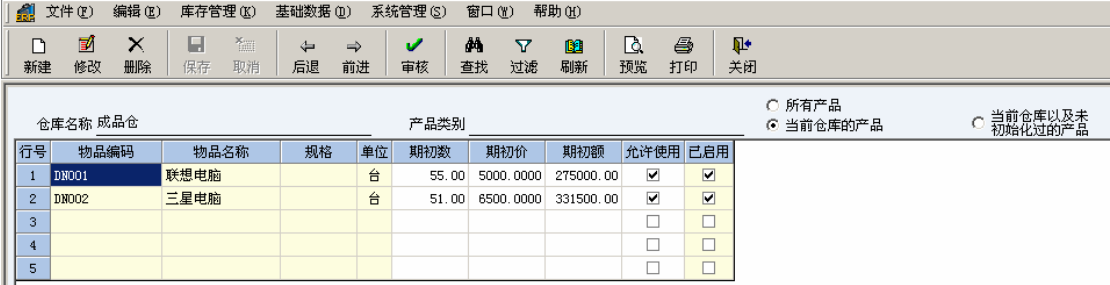 文件(F) 编辑(E) 库存管理(K) 基础数据(D) 系统管理(S) 窗口(W) 帮助(H)
新建 修改 删除 保存 取消 后退 前进 审核 查找 过滤 刷新 预览 打印 关闭
仓库名称 成品仓 产品类别
所有产品
当前仓库的产品
当前仓库以及未
初始化过的产品
行号 物品编码 物品名称 规格 单位 期初数 期初价 期初额 允许使用 已启用
1 DN001 联想电脑 台 55.00 5000.0000 275000.00
2 DN002 三星电脑 台 51.00 6500.0000 331500.00
3
4
5